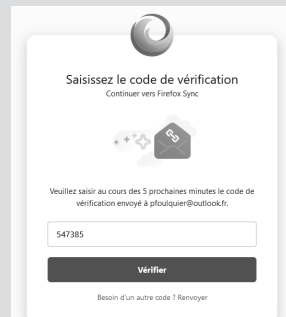 Saisissez le code de vérification
Continuer vers Firefox Sync
Veuillez saisir au cours des 5 prochaines minutes le code de
vérification envoyé à pfoulquier@outlook.fr.
547385
Vérifier
Besoin d'un autre code ? Renvoyer